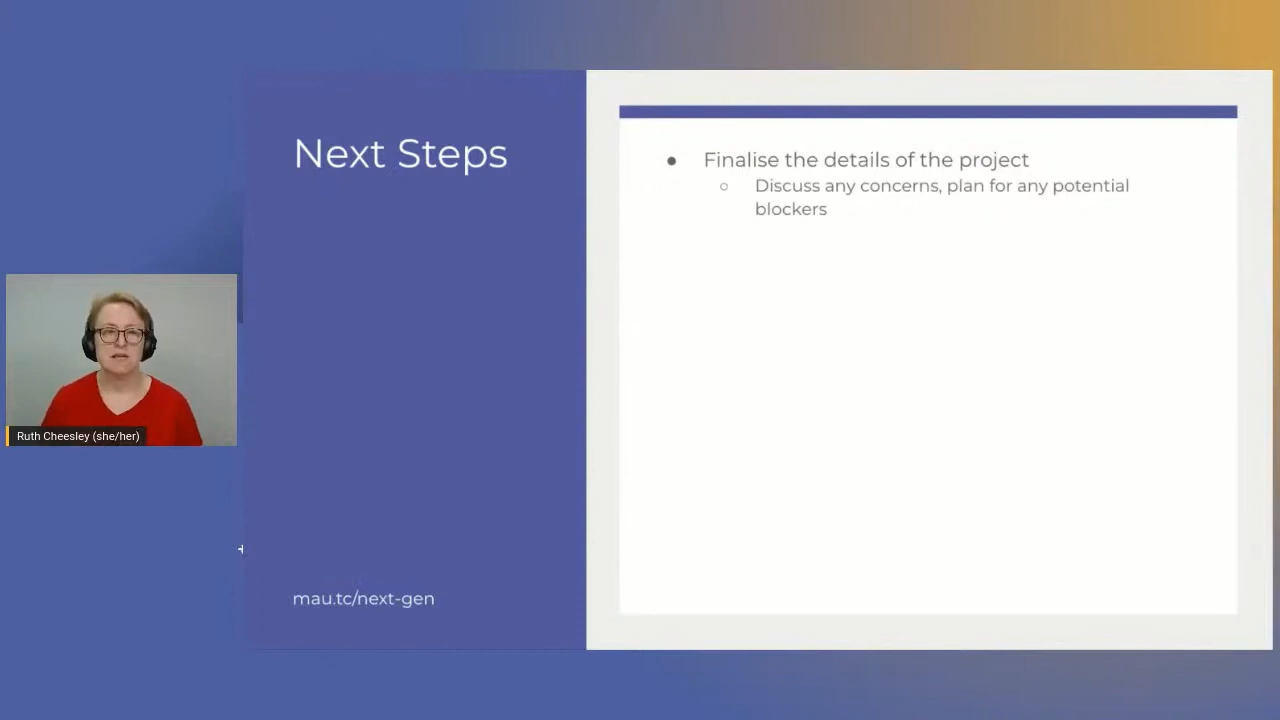 Next Steps
● Finalise the details of the project
○ Discuss any concerns, plan for any potential
blockers
Ruth Cheesley (she/her)
mau.tc/next-gen